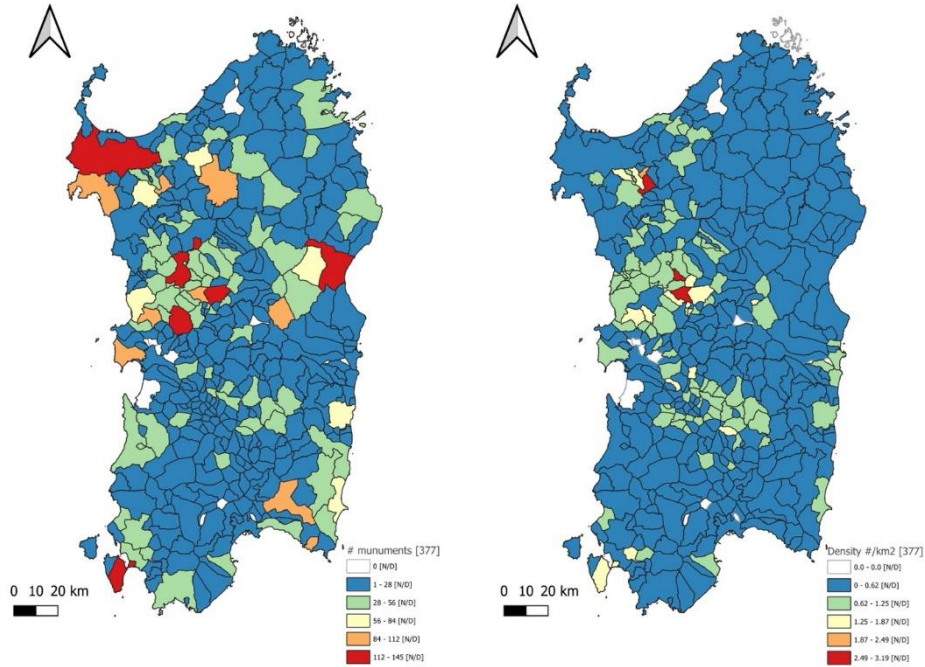 # munuments [377]
0 [N/D]
1 - 28 [N/D]
28 - 56 [N/D]
56 - 84 [N/D]
84 - 112 [N/D]
112 - 145 [N/D]
0 10 20 km
Density #/km2 [377]
0.0 - 0.0 [N/D]
0 - 0.62 [N/D]
0.62 - 1.25 [N/D]
1.25 - 1.87 [N/D]
1.87 - 2.49 [N/D]
2.49 - 3.19 [N/D]
0 10 20 km